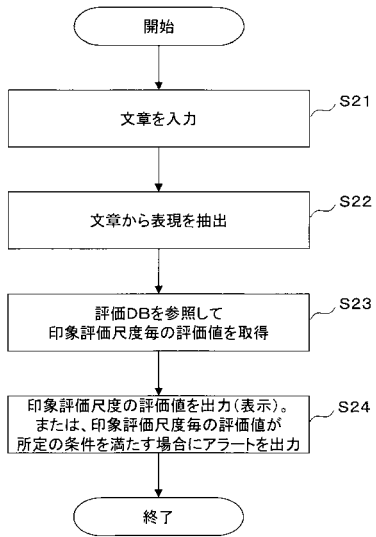 開始
S21
文章を入力
S22
文章から表現を抽出
S23
評価DBを参照して
印象評価尺度毎の評価値を取得
S24
印象評価尺度の評価値を出力(表示)。
または、印象評価尺度毎の評価値が
所定の条件を満たす場合にアラートを出力
終了